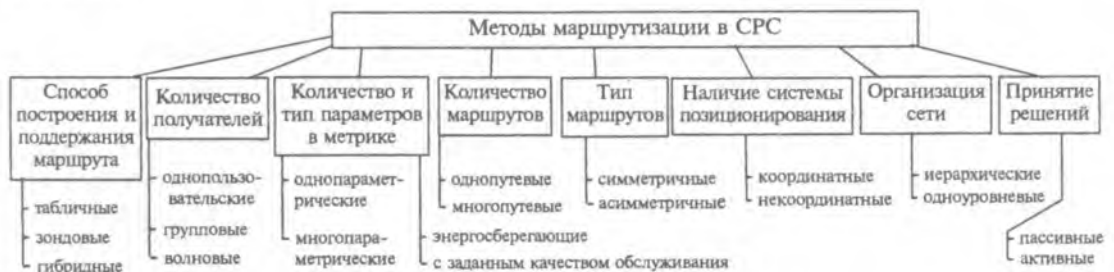 Методы маршрутизации в СРС
Способ
построения и
поддержания
маршрута
табличные
зондовые
гибридные
Количество
получателей
однопользо-
вательские
групповые
волновые
Количество и
тип параметров
в метрике
однопарамет-
рические
многопара-
метрические
энергосберегающие
с заданным качеством обслуживания
Количество
маршрутов
однопутевые
многопутевые
Тип
маршрутов
симметричные
асимметричные
Наличие системы
позиционирования
координатные
некоординатные
Организация
сети
иерархические
одноуровневые
Принятие
решений
пассивные
активные